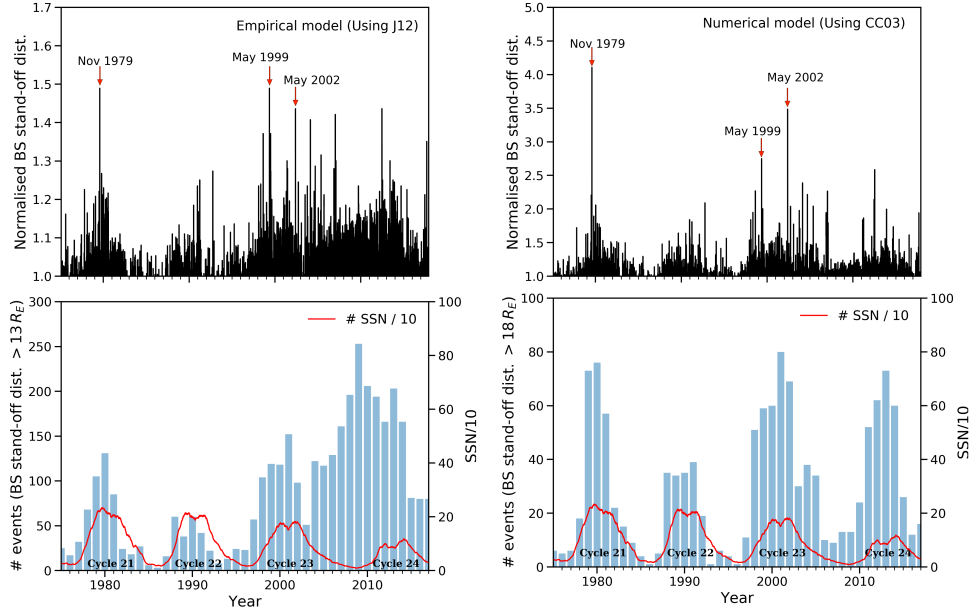 Empirical model (Using J12)
Nov 1979
May 1999
May 2002
Normalised BS stand-off dist.
1.7
1.6
1.5
1.4
1.3
1.2
1.1
1.0
Numerical model (Using CC03)
Nov 1979
May 2002
May 1999
Normalised BS stand-off dist.
5.0
4.5
4.0
3.5
3.0
2.5
2.0
1.5
1.0
# SSN / 10
# events (BS stand-off dist. > 13 R_E)
300
250
200
150
100
50
0
100
80
60
40
20
0
SSN/10
Cycle 21 Cycle 22 Cycle 23 Cycle 24
1980 1990 2000 2010
Year
# SSN / 10
# events (BS stand-off dist. > 18 R_E)
100
80
60
40
20
0
100
80
60
40
20
0
SSN/10
Cycle 21 Cycle 22 Cycle 23 Cycle 24
1980 1990 2000 2010
Year